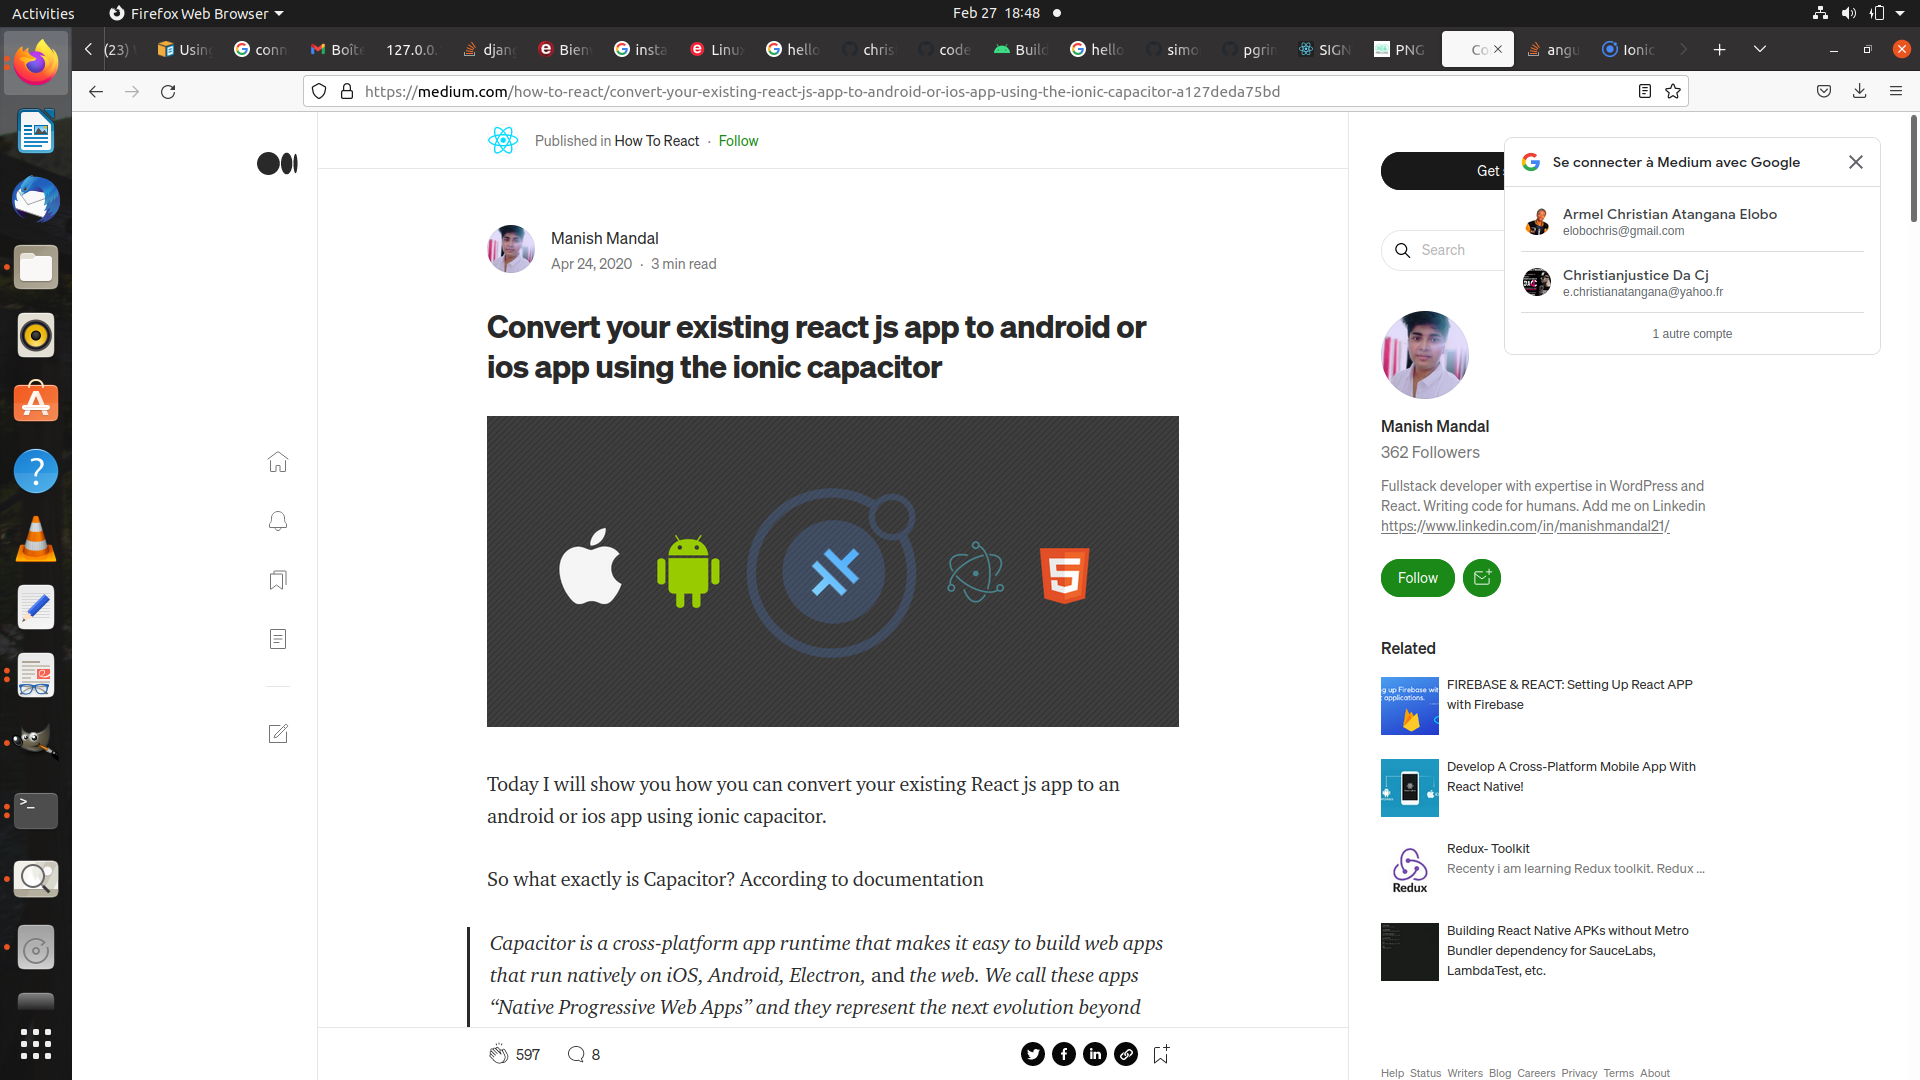 Activities
Firefox Web Browser
Feb 27 18:48
(23)
Using
conn
Boîte
127.0.0.
djang
Bien
insta
Linux
hello
chris
code
Build
hello
simo
pgrin
SIGN
PNG
Co
angu
Ionic
https://medium.com/how-to-react/convert-your-existing-react-js-app-to-android-or-ios-app-using-the-ionic-capacitor-a127deda75bd
Published in How To React · Follow
Manish Mandal
Apr 24, 2020 · 3 min read
Convert your existing react js app to android or
ios app using the ionic capacitor
Today I will show you how you can convert your existing React js app to an
android or ios app using ionic capacitor.
So what exactly is Capacitor? According to documentation
Capacitor is a cross-platform app runtime that makes it easy to build web apps
that run natively on iOS, Android, Electron, and the web. We call these apps
“Native Progressive Web Apps” and they represent the next evolution beyond
597
8
Get
Search
Se connecter à Medium avec Google
Armel Christian Atangana Elobo
elobochris@gmail.com
Christianjustice Da Cj
e.christianatangana@yahoo.fr
1 autre compte
Manish Mandal
362 Followers
Fullstack developer with expertise in WordPress and
React. Writing code for humans. Add me on Linkedin
https://www.linkedin.com/in/manishmandal21/
Follow
Related
FIREBASE & REACT: Setting Up React APP
with Firebase
Develop A Cross-Platform Mobile App With
React Native!
Redux- Toolkit
Recenty i am learning Redux toolkit. Redux ...
Redux
Building React Native APKs without Metro
Bundler dependency for SauceLabs,
LambdaTest, etc.
Help Status Writers Blog Careers Privacy Terms About